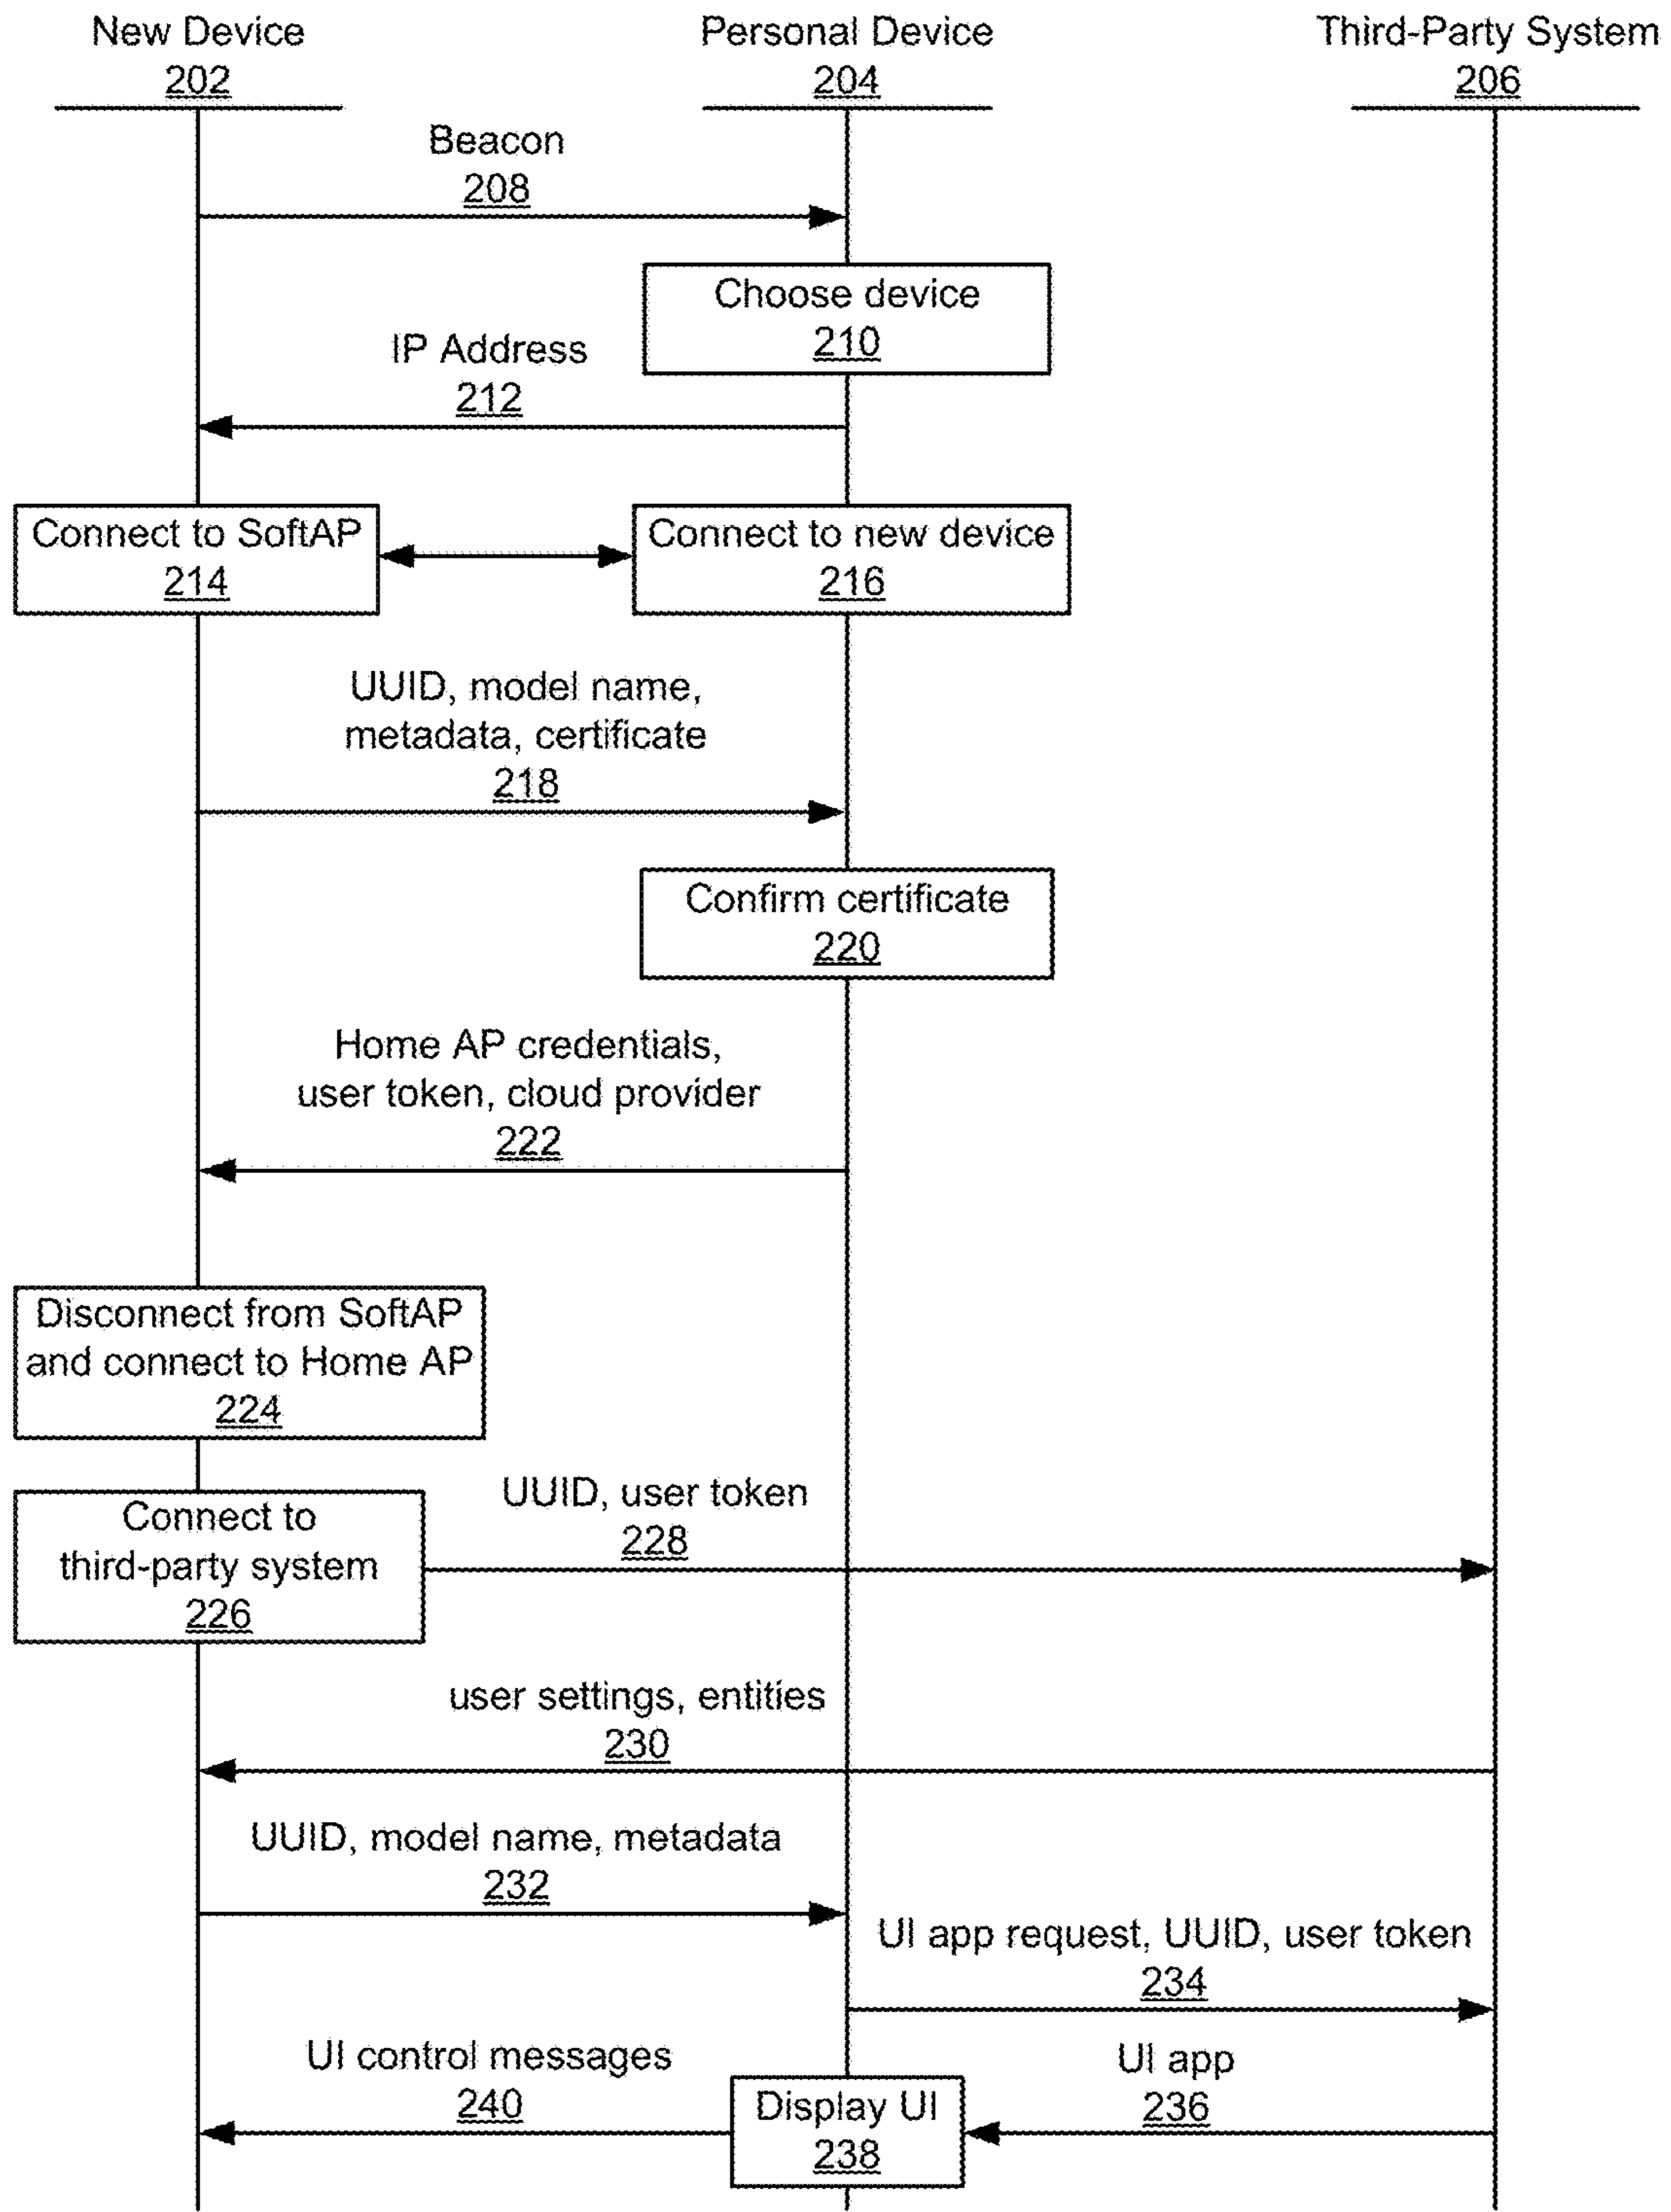 New Device
202
Personal Device
204
Third-Party System
206
Beacon
208
Choose device
210
IP Address
212
Connect to SoftAP
214
Connect to new device
216
UUID, model name,
metadata, certificate
218
Confirm certificate
220
Home AP credentials,
user token, cloud provider
222
Disconnect from SoftAP
and connect to Home AP
224
Connect to
third-party system
226
UUID, user token
228
user settings, entities
230
UUID, model name, metadata
232
UI app request, UUID, user token
234
UI app
236
Display UI
238
UI control messages
240